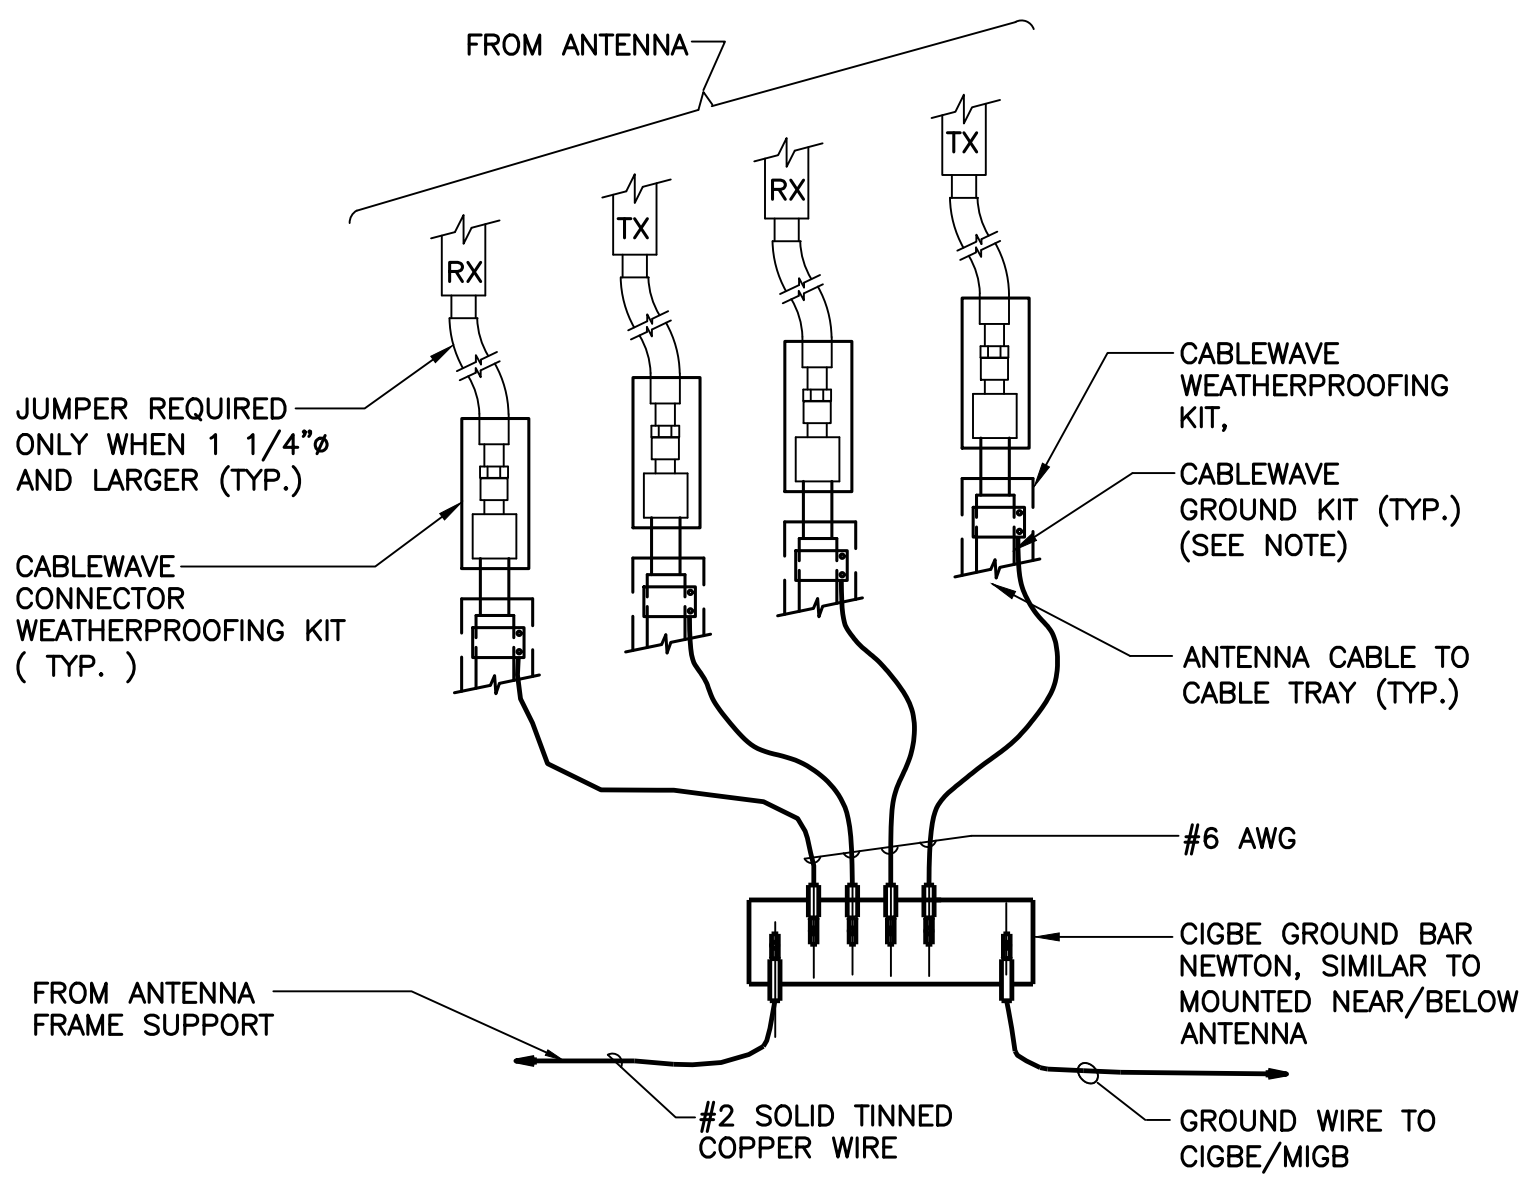 FROM ANTENNA
TX
RX
TX
RX
JUMPER REQUIRED
ONLY WHEN 1 1/4"ø
AND LARGER (TYP.)
CABLEWAVE
CONNECTOR
WEATHERPROOFING KIT
( TYP. )
CABLEWAVE
WEATHERPROOFING
KIT,
CABLEWAVE
GROUND KIT (TYP.)
(SEE NOTE)
ANTENNA CABLE TO
CABLE TRAY (TYP.)
#6 AWG
CIGBE GROUND BAR
NEWTON, SIMILAR TO
MOUNTED NEAR/BELOW
ANTENNA
FROM ANTENNA
FRAME SUPPORT
#2 SOLID TINNED
COPPER WIRE
GROUND WIRE TO
CIGBE/MIGB